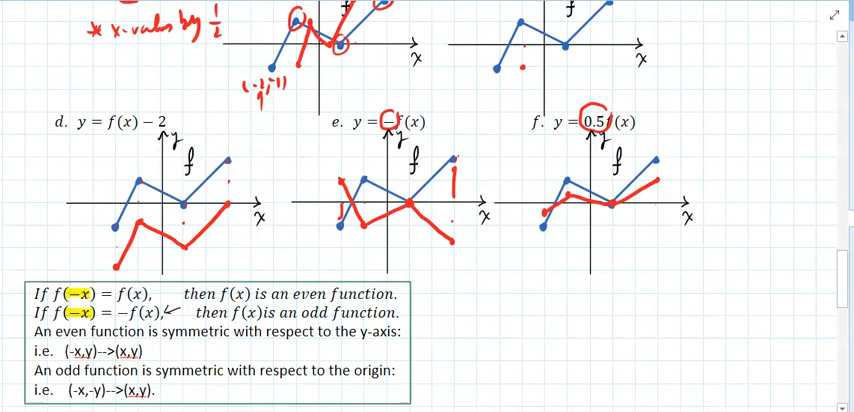 * x-values by 1/2
f
f
x
x
(-2,-1)
d. y = f(x) − 2
e. y = −f(x)
f. y = 0.5f(x)
y
y
y
f
f
f
x
x
x
If f(−x) = f(x), then f(x) is an even function.
If f(−x) = −f(x), then f(x)is an odd function.
An even function is symmetric with respect to the y-axis:
i.e. (-x,y)-->(x,y)
An odd function is symmetric with respect to the origin:
i.e. (-x,-y)-->(x,y).